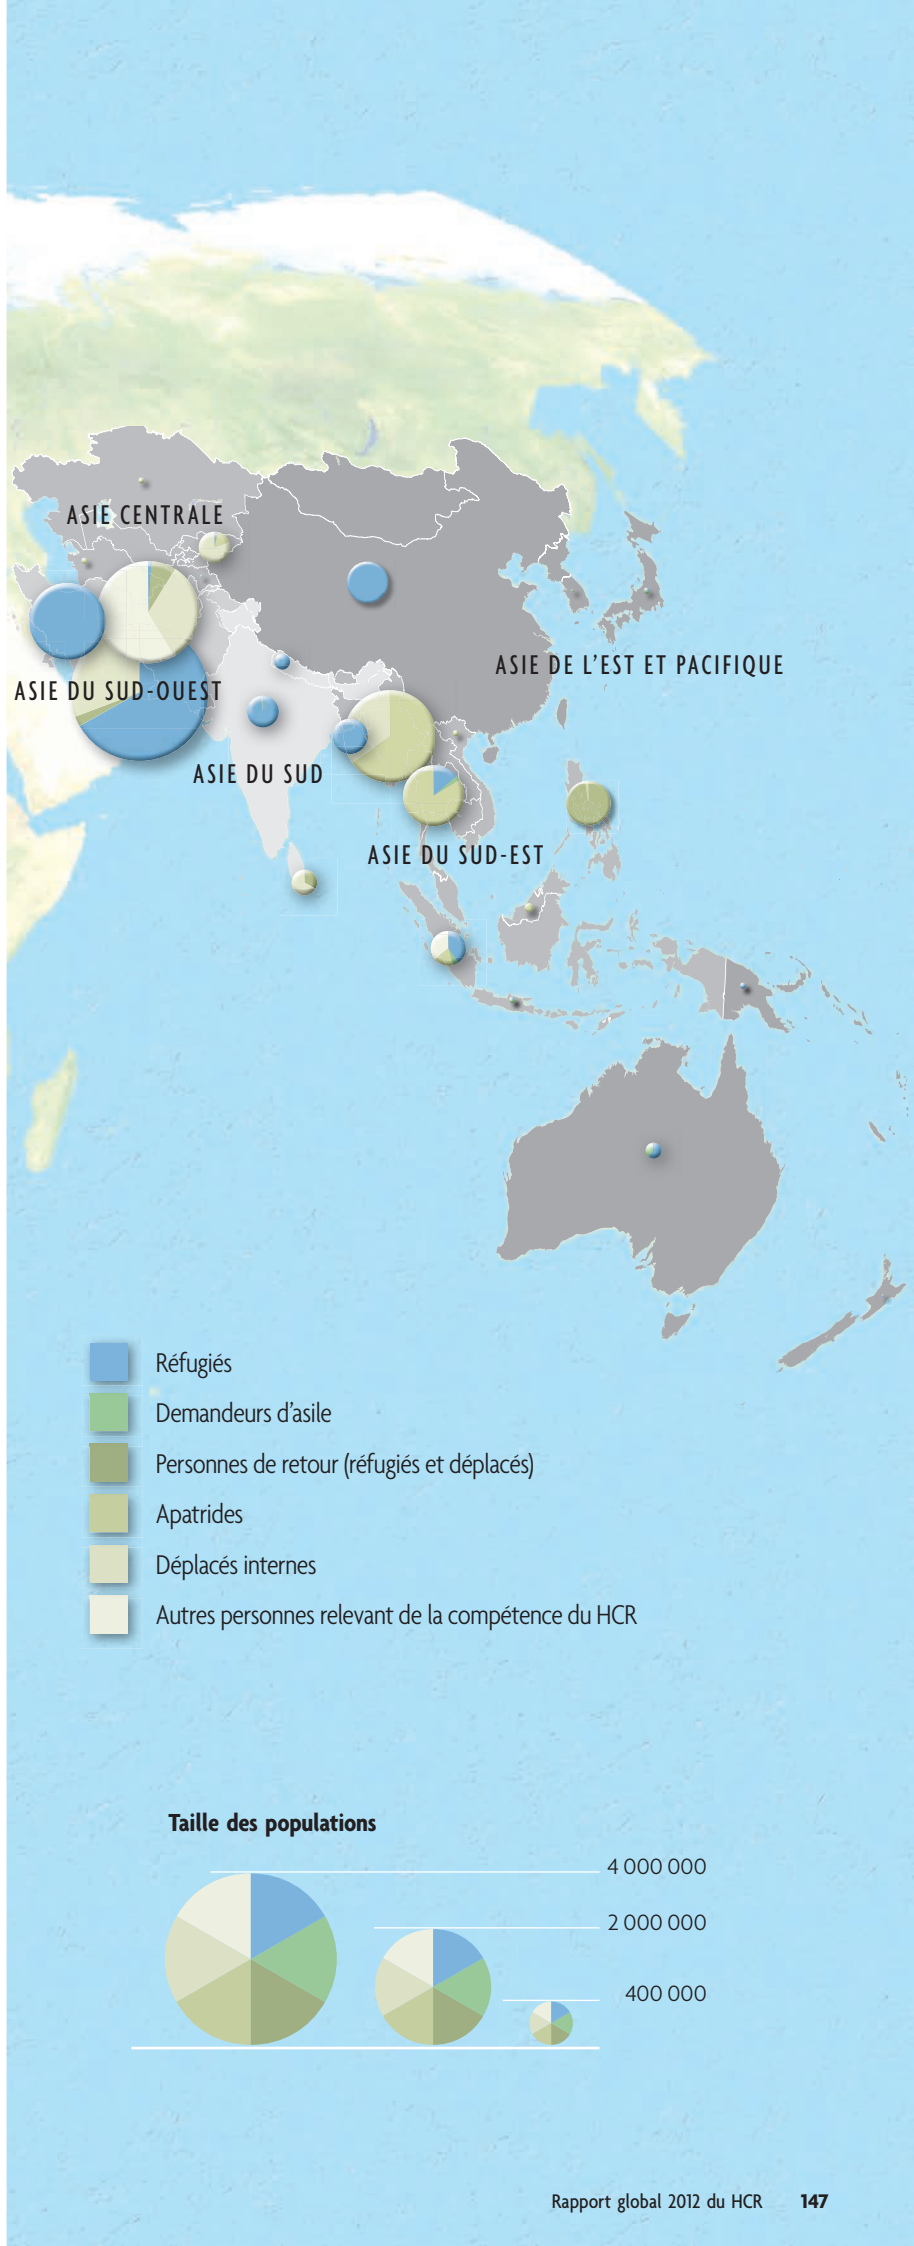 ASIE CENTRALE
ASIE DE L'EST ET PACIFIQUE
ASIE DU SUD-OUEST
ASIE DU SUD
ASIE DU SUD-EST
Réfugiés
Demandeurs d'asile
Personnes de retour (réfugiés et déplacés)
Apatrides
Déplacés internes
Autres personnes relevant de la compétence du HCR
Taille des populations
4 000 000
2 000 000
400 000
Rapport global 2012 du HCR 147